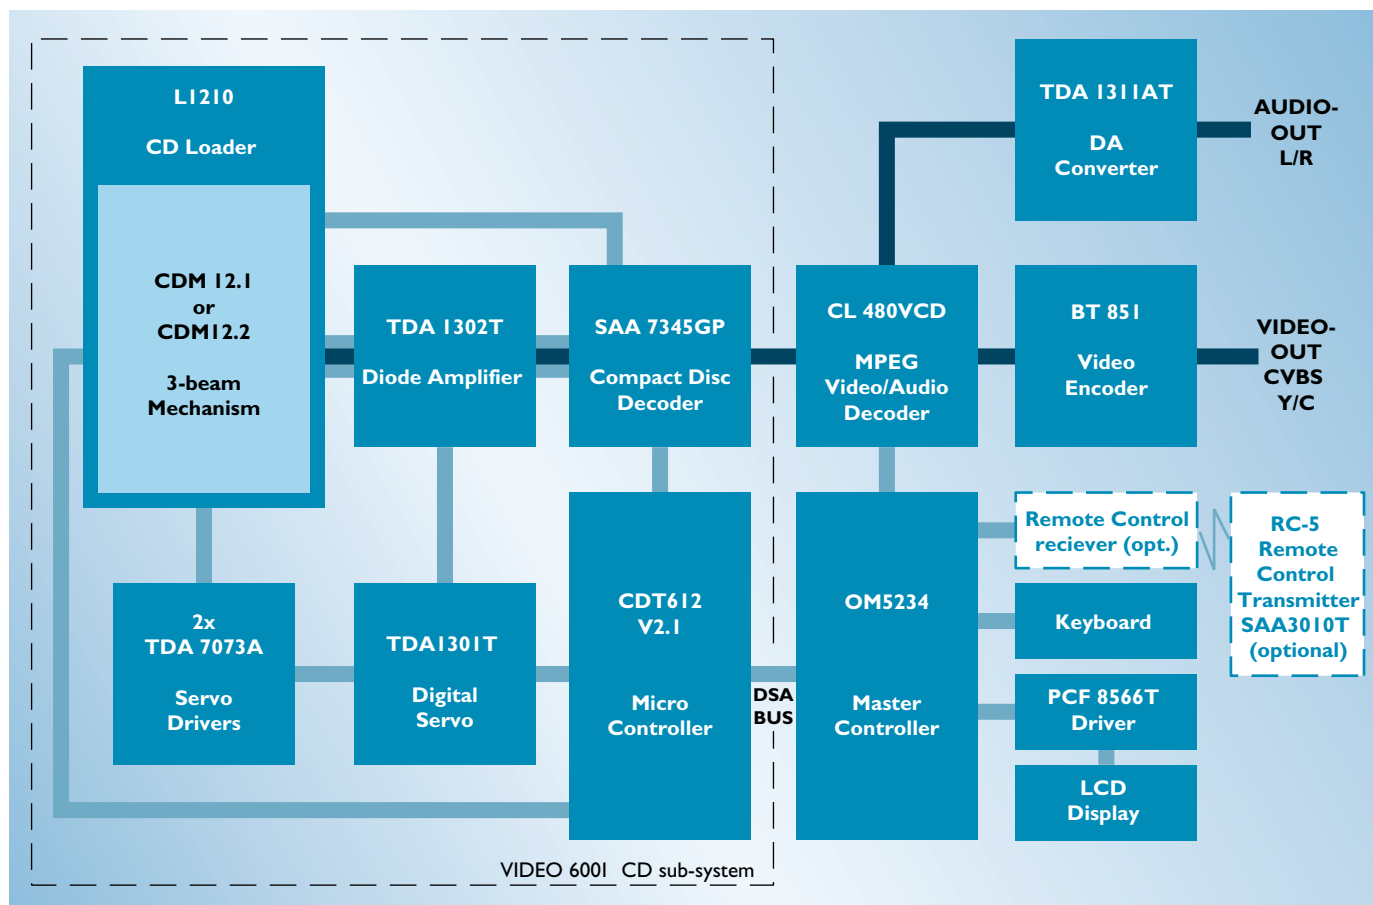 L1210
CD Loader
CDM 12.1
or
CDM12.2
3-beam
Mechanism
TDA 1302T
Diode Amplifier
SAA 7345GP
Compact Disc
Decoder
CL 480VCD
MPEG
Video/Audio
Decoder
TDA 1311AT
DA
Converter
AUDIO-
OUT
L/R
BT 851
Video
Encoder
VIDEO-
OUT
CVBS
Y/C
2x
TDA 7073A
Servo
Drivers
TDA1301T
Digital
Servo
CDT612
V2.1
Micro
Controller
DSA
BUS
OM5234
Master
Controller
Remote Control
reciever (opt.)
RC-5
Remote
Control
Transmitter
SAA3010T
(optional)
Keyboard
PCF 8566T
Driver
LCD
Display
VIDEO 6001 CD sub-system